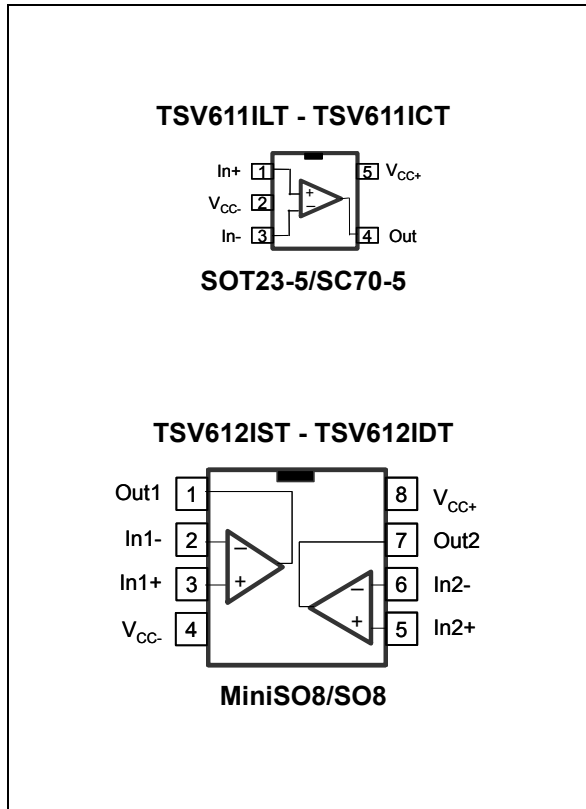 TSV611ILT - TSV611ICT
In+ 1 5 VCC+
VCC- 2
+
−
In- 3 4 Out
SOT23-5/SC70-5
TSV612IST - TSV612IDT
Out1 1 8 VCC+
In1- 2 − 7 Out2
In1+ 3 + − 6 In2-
VCC- 4 + 5 In2+
MiniSO8/SO8